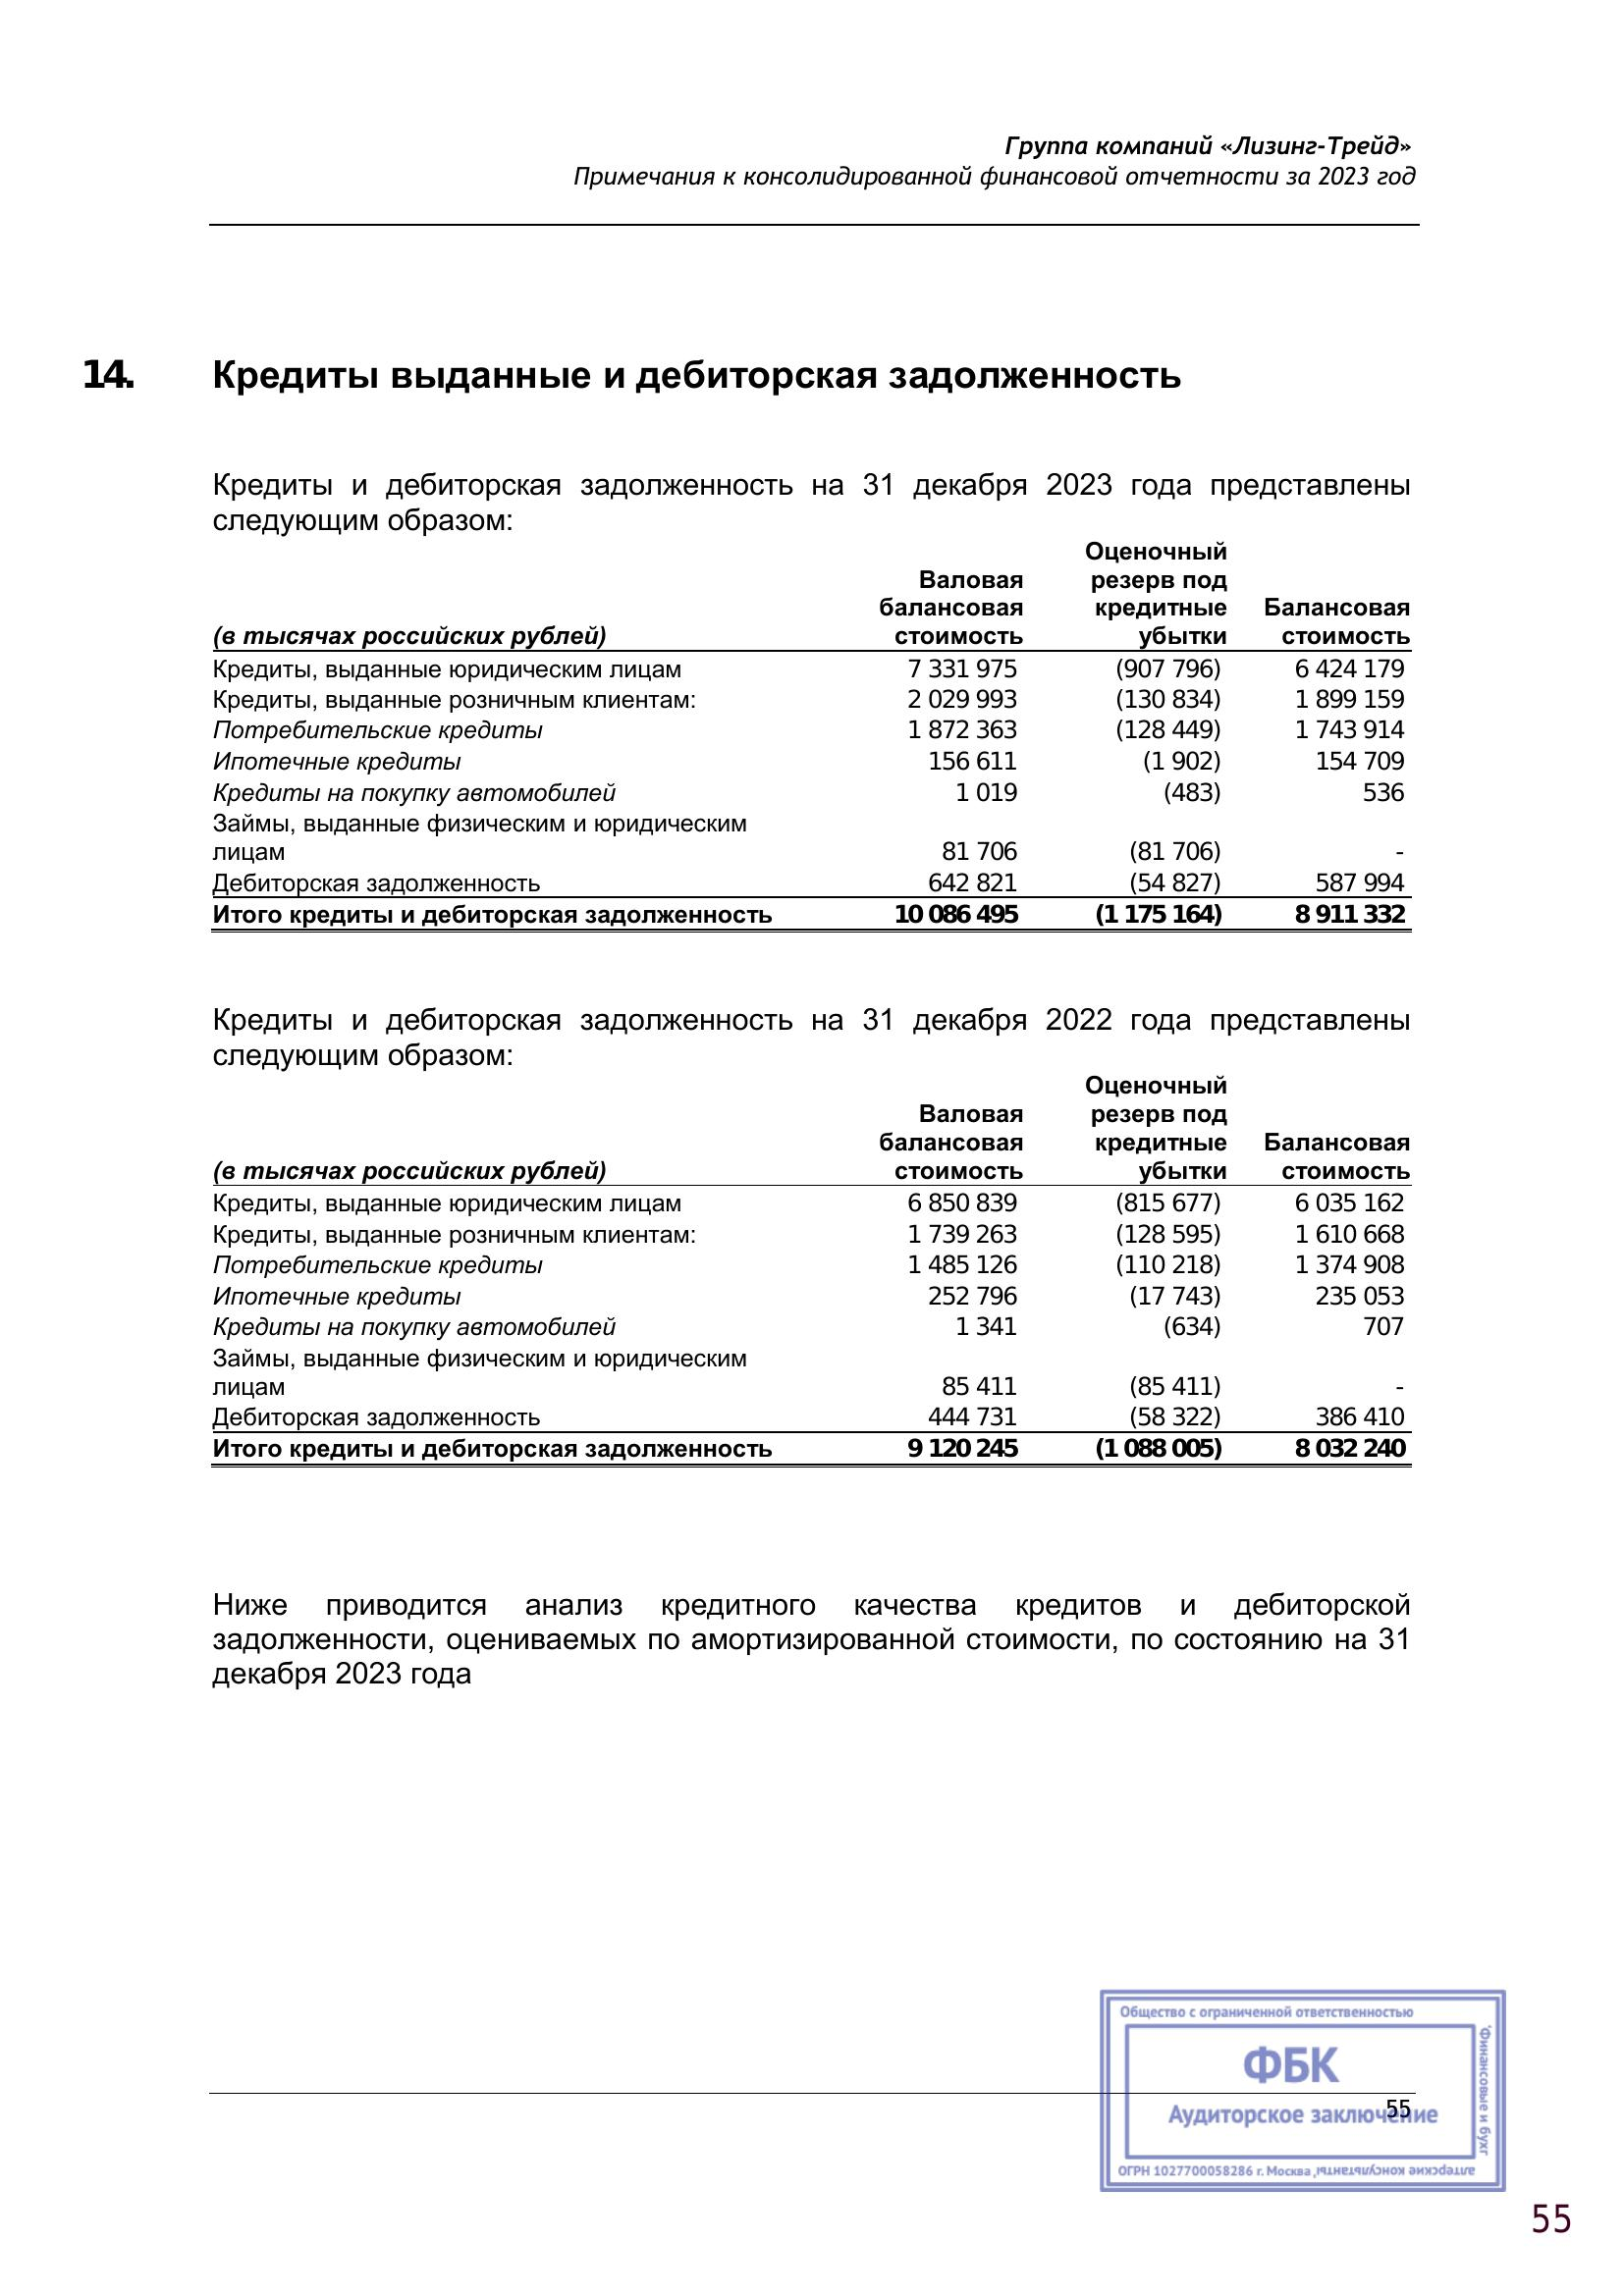 Группа компаний «Лизинг-Трейд»
Примечания к консолидированной финансовой отчетности за 2023 год
14. Кредиты выданные и дебиторская задолженность
Кредиты и дебиторская задолженность на 31 декабря 2023 года представлены
следующим образом:
Оценочный
Валовая резерв под
балансовая кредитные Балансовая
(в тысячах российских рублей) стоимость убытки стоимость
Кредиты, выданные юридическим лицам 7 331 975 (907 796) 6 424 179
Кредиты, выданные розничным клиентам: 2 029 993 (130 834) 1 899 159
Потребительские кредиты 1 872 363 (128 449) 1 743 914
Ипотечные кредиты 156 611 (1 902) 154 709
Кредиты на покупку автомобилей 1 019 (483) 536
Займы, выданные физическим и юридическим
лицам 81 706 (81 706) -
Дебиторская задолженность 642 821 (54 827) 587 994
Итого кредиты и дебиторская задолженность 10 086 495 (1 175 164) 8 911 332
Кредиты и дебиторская задолженность на 31 декабря 2022 года представлены
следующим образом:
Оценочный
Валовая резерв под
балансовая кредитные Балансовая
(в тысячах российских рублей) стоимость убытки стоимость
Кредиты, выданные юридическим лицам 6 850 839 (815 677) 6 035 162
Кредиты, выданные розничным клиентам: 1 739 263 (128 595) 1 610 668
Потребительские кредиты 1 485 126 (110 218) 1 374 908
Ипотечные кредиты 252 796 (17 743) 235 053
Кредиты на покупку автомобилей 1 341 (634) 707
Займы, выданные физическим и юридическим
лицам 85 411 (85 411) -
Дебиторская задолженность 444 731 (58 322) 386 410
Итого кредиты и дебиторская задолженность 9 120 245 (1 088 005) 8 032 240
Ниже приводится анализ кредитного качества кредитов и дебиторской
задолженности, оцениваемых по амортизированной стоимости, по состоянию на 31
декабря 2023 года
Общество с ограниченной ответственностью
"Финансовые и бухг
алтерские консультанты,
ФБК
Аудиторское заключение
ОГРН 1027700058286 г. Москва
55
55